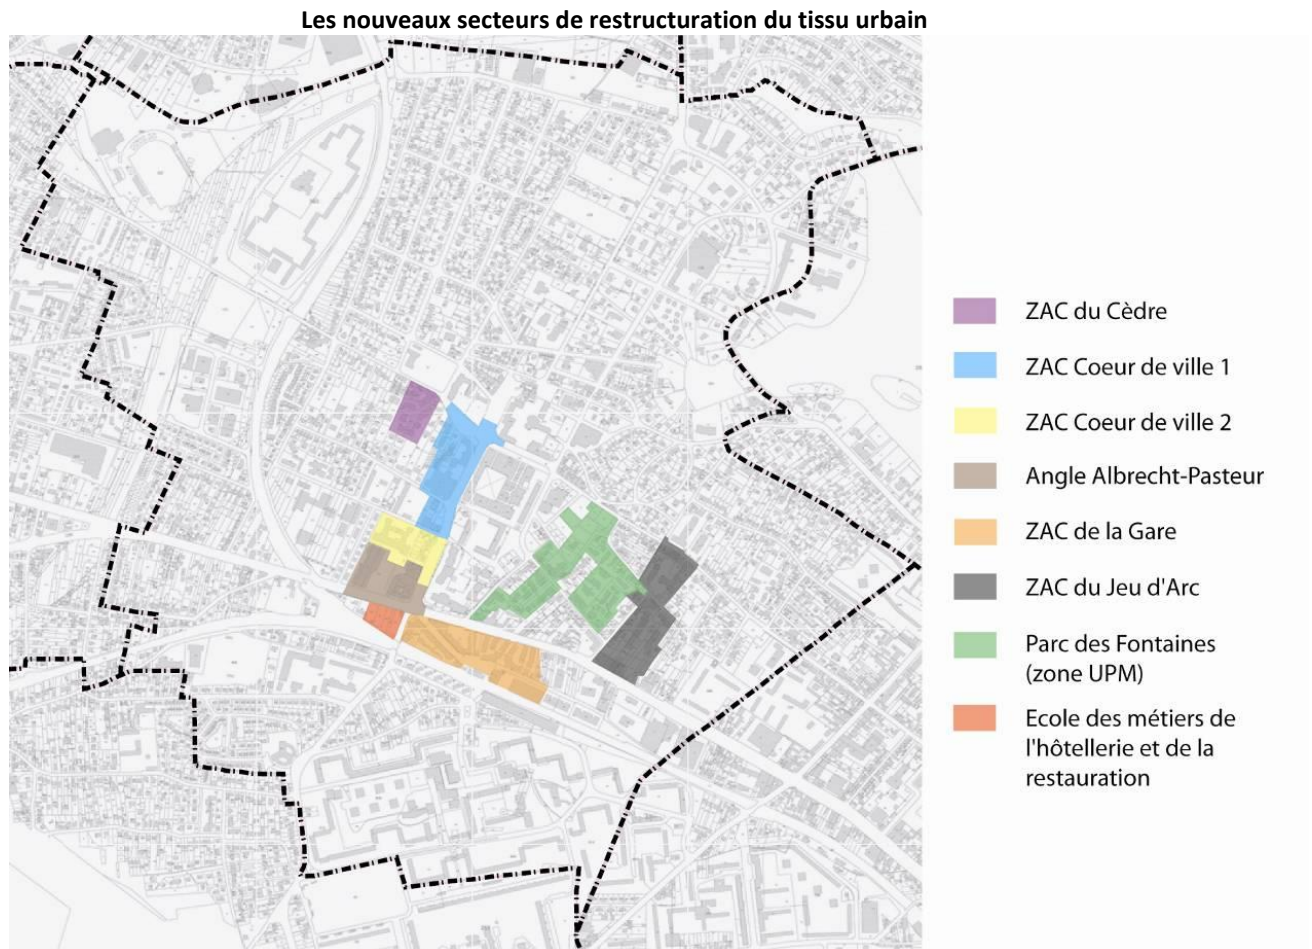 Les nouveaux secteurs de restructuration du tissu urbain
ZAC du Cèdre
ZAC Coeur de ville 1
ZAC Coeur de ville 2
Angle Albrecht-Pasteur
ZAC de la Gare
ZAC du Jeu d'Arc
Parc des Fontaines
(zone UPM)
Ecole des métiers de
l'hôtellerie et de la
restauration